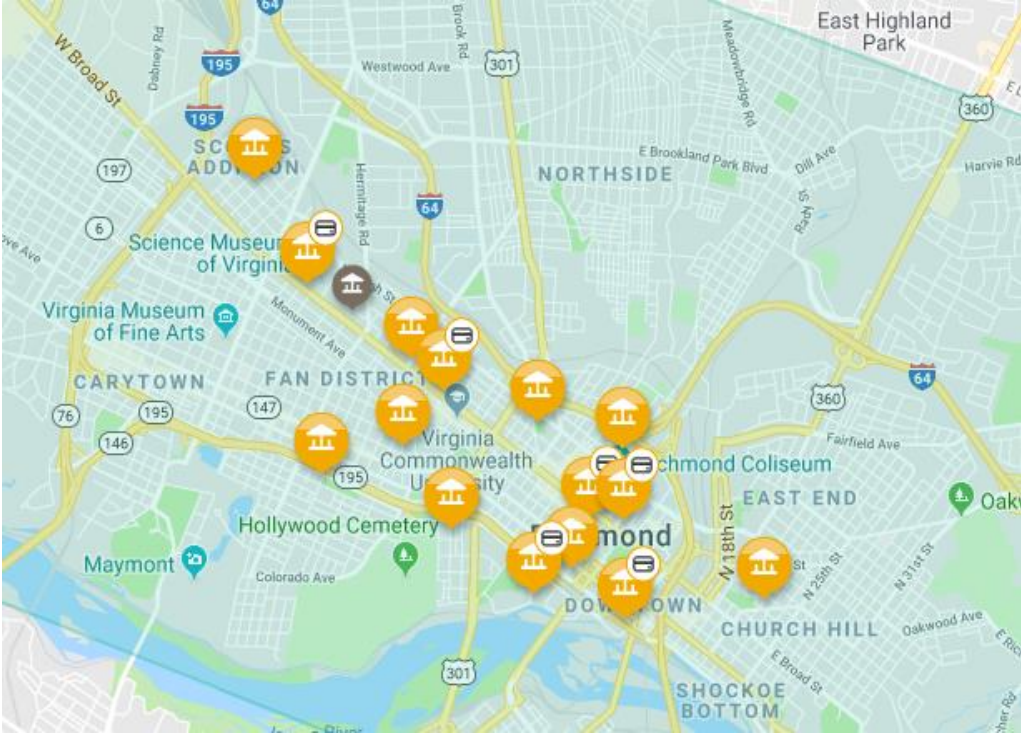 64
East Highland
Park
Dabney Rd
Brook Rd
Meadowbridge Rd
W Broad St
195
Westwood Ave
301
360
195
E Brookland Park Blvd
Dill Ave
Harvie Rd
197
NORTHSIDE
64
Hermitage Rd
Rady St
6
Science Museum
of Virginia
Virginia Museum
of Fine Arts
Monument Ave
CARYTOWN
FAN DISTRICT
64
76
195
147
360
146
Virginia
Commonwealth
Fairfield Ave
195
Coliseum
EAST END
Hollywood Cemetery
N 18th St
Maymont
Colorado Ave
St
N 25th St
N 31st St
CHURCH HILL
Oakwood Ave
301
E Broad St
SHOCKOE
BOTTOM